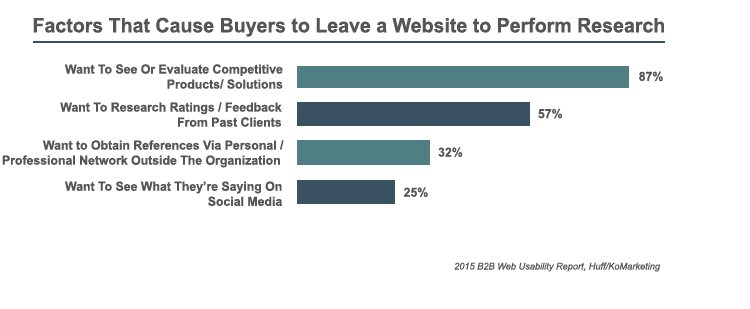 Factors That Cause Buyers to Leave a Website to Perform Research
Want To See Or Evaluate Competitive
Products/ Solutions
87%
Want To Research Ratings / Feedback
From Past Clients
57%
Want to Obtain References Via Personal /
Professional Network Outside The Organization
32%
Want To See What They're Saying On
Social Media
25%
2015 B2B Web Usability Report, Huff/KoMarketing